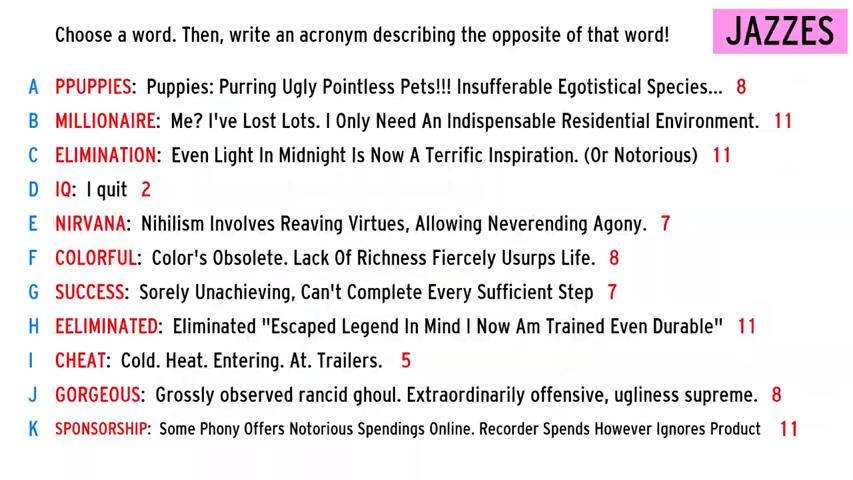 Choose a word. Then, write an acronym describing the opposite of that word!
JAZZES
A PPUPPIES: Puppies: Purring Ugly Pointless Pets!!! Insufferable Egotistical Species... 8
B MILLIONAIRE: Me? I've Lost Lots. I Only Need An Indispensable Residential Environment. 11
C ELIMINATION: Even Light In Midnight Is Now A Terrific Inspiration. (Or Notorious) 11
D IQ: I quit 2
E NIRVANA: Nihilism Involves Reaving Virtues, Allowing Neverending Agony. 7
F COLORFUL: Color's Obsolete. Lack Of Richness Fiercely Usurps Life. 8
G SUCCESS: Sorely Unachieving, Can't Complete Every Sufficient Step 7
H EELIMINATED: Eliminated "Escaped Legend In Mind I Now Am Trained Even Durable" 11
I CHEAT: Cold. Heat. Entering. At. Trailers. 5
J GORGEOUS: Grossly observed rancid ghoul. Extraordinarily offensive, ugliness supreme. 8
K SPONSORSHIP: Some Phony Offers Notorious Spendings Online. Recorder Spends However Ignores Product 11